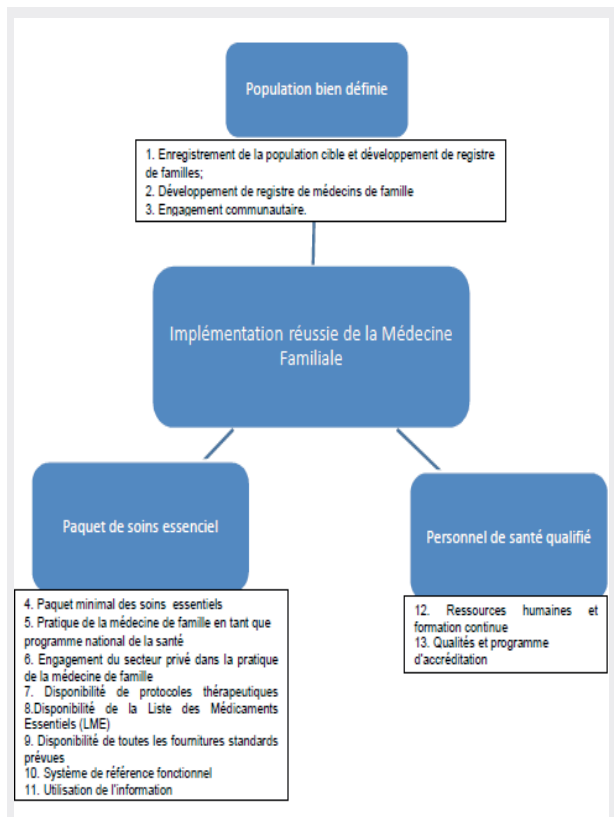 Population bien définie
1. Enregistrement de la population cible et développement de registre
de familles;
2. Développement de registre de médecins de famille
3. Engagement communautaire.
Implémentation réussie de la Médecine
Familiale
Paquet de soins essenciel
4. Paquet minimal des soins essentiels
5. Pratique de la médecine de famille en tant que
programme national de la santé
6. Engagement du secteur privé dans la pratique
de la médecine de famille
7. Disponibilité de protocoles thérapeutiques
8.Disponibilité de la Liste des Médicaments
Essentiels (LME)
9. Disponibilité de toutes les fournitures standards
prévues
10. Système de référence fonctionnel
11. Utilisation de l'information
Personnel de santé qualifié
12. Ressources humaines et
formation continue
13. Qualités et programme
d'accréditation